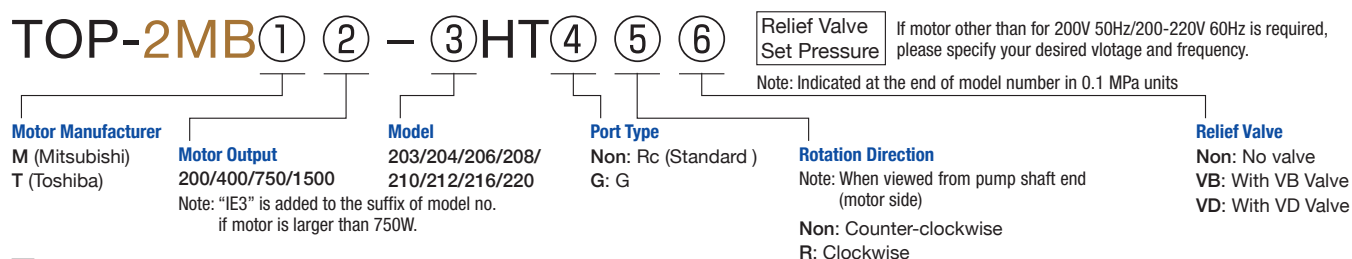 TOP-2MB① ② – ③HT④ ⑤ ⑥
Relief Valve
Set Pressure
If motor other than for 200V 50Hz/200-220V 60Hz is required,
please specify your desired vlotage and frequency.
Note: Indicated at the end of model number in 0.1 MPa units
Motor Manufacturer
M (Mitsubishi)
T (Toshiba)
Motor Output
200/400/750/1500
Note: “IE3” is added to the suffix of model no.
if motor is larger than 750W.
Model
203/204/206/208/
210/212/216/220
Port Type
Non: Rc (Standard )
G: G
Rotation Direction
Note: When viewed from pump shaft end
(motor side)
Non: Counter-clockwise
R: Clockwise
Relief Valve
Non: No valve
VB: With VB Valve
VD: With VD Valve